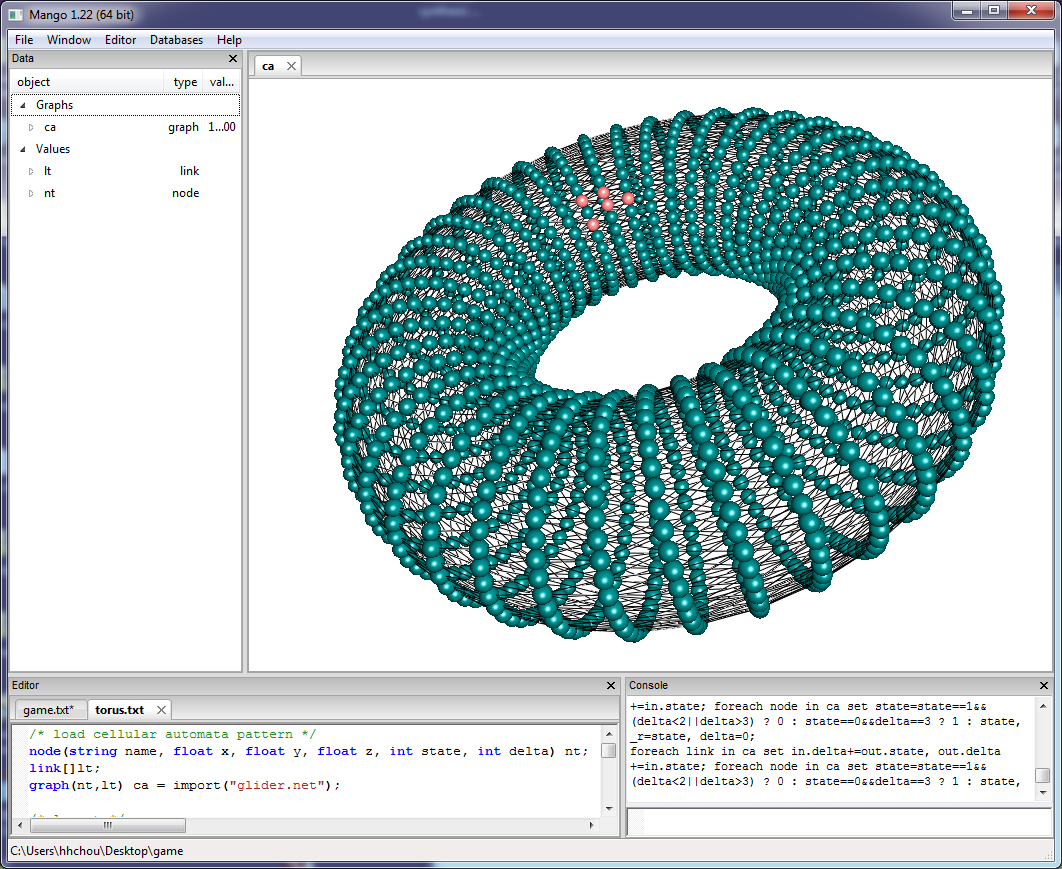 Mango 1.22 (64 bit)
File Window Editor Databases Help
Data
object type val...
Graphs
ca graph 1...00
Values
lt link
nt node
ca
Editor
game.txt* torus.txt
/* load cellular automata pattern */
node(string name, float x, float y, float z, int state, int delta) nt;
link[]lt;
graph(nt,lt) ca = import("glider.net");
Console
+=in.state; foreach node in ca set state=state==1&&
(delta<2||delta>3) ? 0 : state==0&&delta==3 ? 1 : state,
_r=state, delta=0;
foreach link in ca set in.delta+=out.state, out.delta
+=in.state; foreach node in ca set state=state==1&&
(delta<2||delta>3) ? 0 : state==0&&delta==3 ? 1 : state,
C:\Users\hhchou\Desktop\game